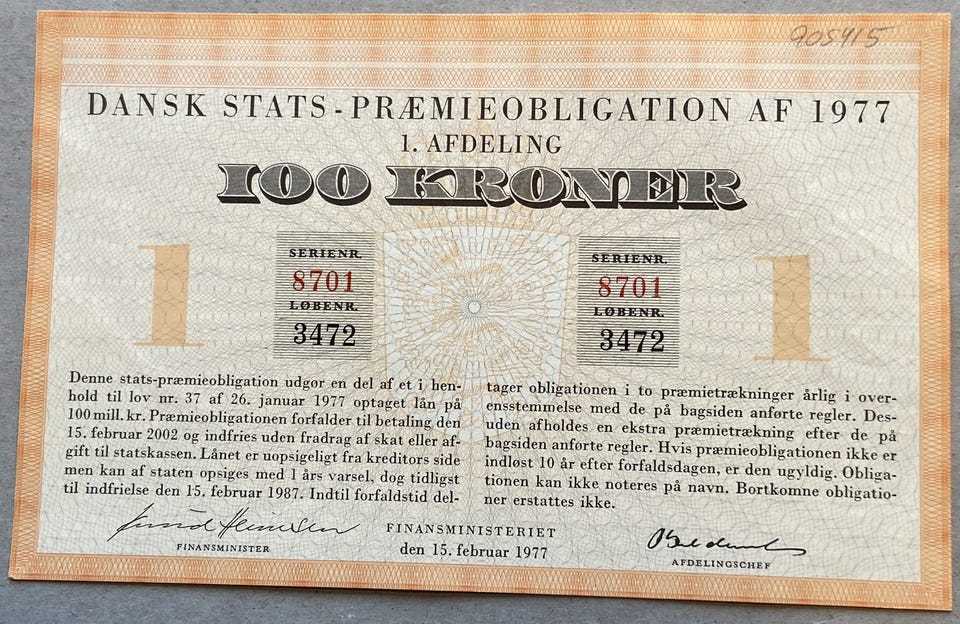 905415
DANSK STATS-PRÆMIEOBLIGATION AF 1977
1. AFDELING
100 KRONER
1
SERIENR.
8701
LØBENR.
3472
SERIENR.
8701
LØBENR.
3472
1
Denne stats-præmieobligation udgør en del af et i hen-
hold til lov nr. 37 af 26. januar 1977 optaget lån på
100 mill. kr. Præmieobligationen forfalder til betaling den
15. februar 2002 og indfries uden fradrag af skat eller af-
gift til statskassen. Lånet er uopsigeligt fra kreditors side
men kan af staten opsiges med 1 års varsel, dog tidligst
til indfrielse den 15. februar 1987. Indtil forfaldstid del-
tager obligationen i to præmietrækninger årlig i over-
ensstemmelse med de på bagsiden anførte regler. Des-
uden afholdes en ekstra præmietrækning efter de på
bagsiden anførte regler. Hvis præmieobligationen ikke er
indløst 10 år efter forfaldsdagen, er den ugyldig. Obliga-
tionen kan ikke noteres på navn. Bortkomne obligatio-
ner erstattes ikke.
FINANSMINISTER
FINANSMINISTERIET
den 15. februar 1977
AFDELINGSCHEF